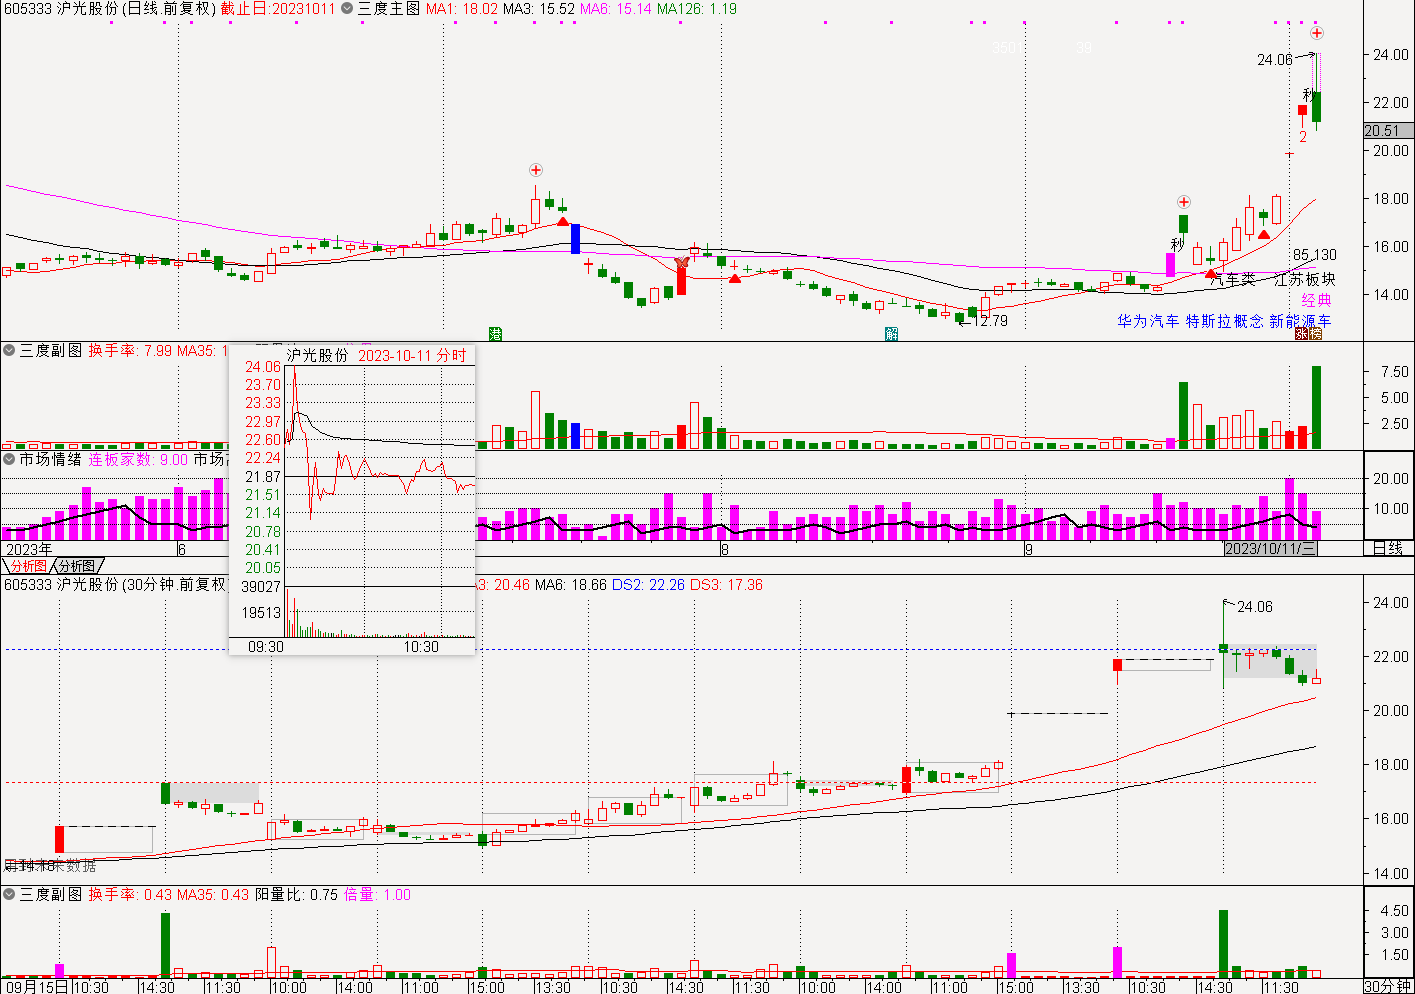 605333 沪光股份(日线.前复权) 截止日:20231011 三度主图 MA1: 18.02 MA3: 15.52 MA6: 15.14 MA126: 1.19
3501 39
24.06
24.00
22.00
20.51
20.00
18.00
16.00
14.00
秒
2
秒
85.130
汽车类 江苏板块
经典
华为汽车 特斯拉概念 新能源车
12.79
港
解
涨
榜
三度副图 换手率: 7.99 MA35: 1
7.50
5.00
2.50
沪光股份 2023-10-11 分时
24.06
23.70
23.33
22.97
22.60
22.24
21.87
21.51
21.14
20.78
20.41
20.05
39027
19513
09:30 10:30
市场情绪 连板家数: 9.00 市场
20.00
10.00
2023年 6 8 9 2023/10/11/三 日线
分析图 分析图
605333 沪光股份(30分钟.前复权) 3: 20.46 MA6: 18.66 DS2: 22.26 DS3: 17.36
24.06
24.00
22.00
20.00
18.00
16.00
14.00
三度副图 换手率: 0.43 MA35: 0.43 阳量比: 0.75 倍量: 1.00
4.50
3.00
1.50
09月15日 10:30 14:30 11:30 10:00 14:00 11:00 15:00 13:30 10:30 14:30 11:30 10:00 14:00 11:00 15:00 13:30 10:30 14:30 11:30 30分钟